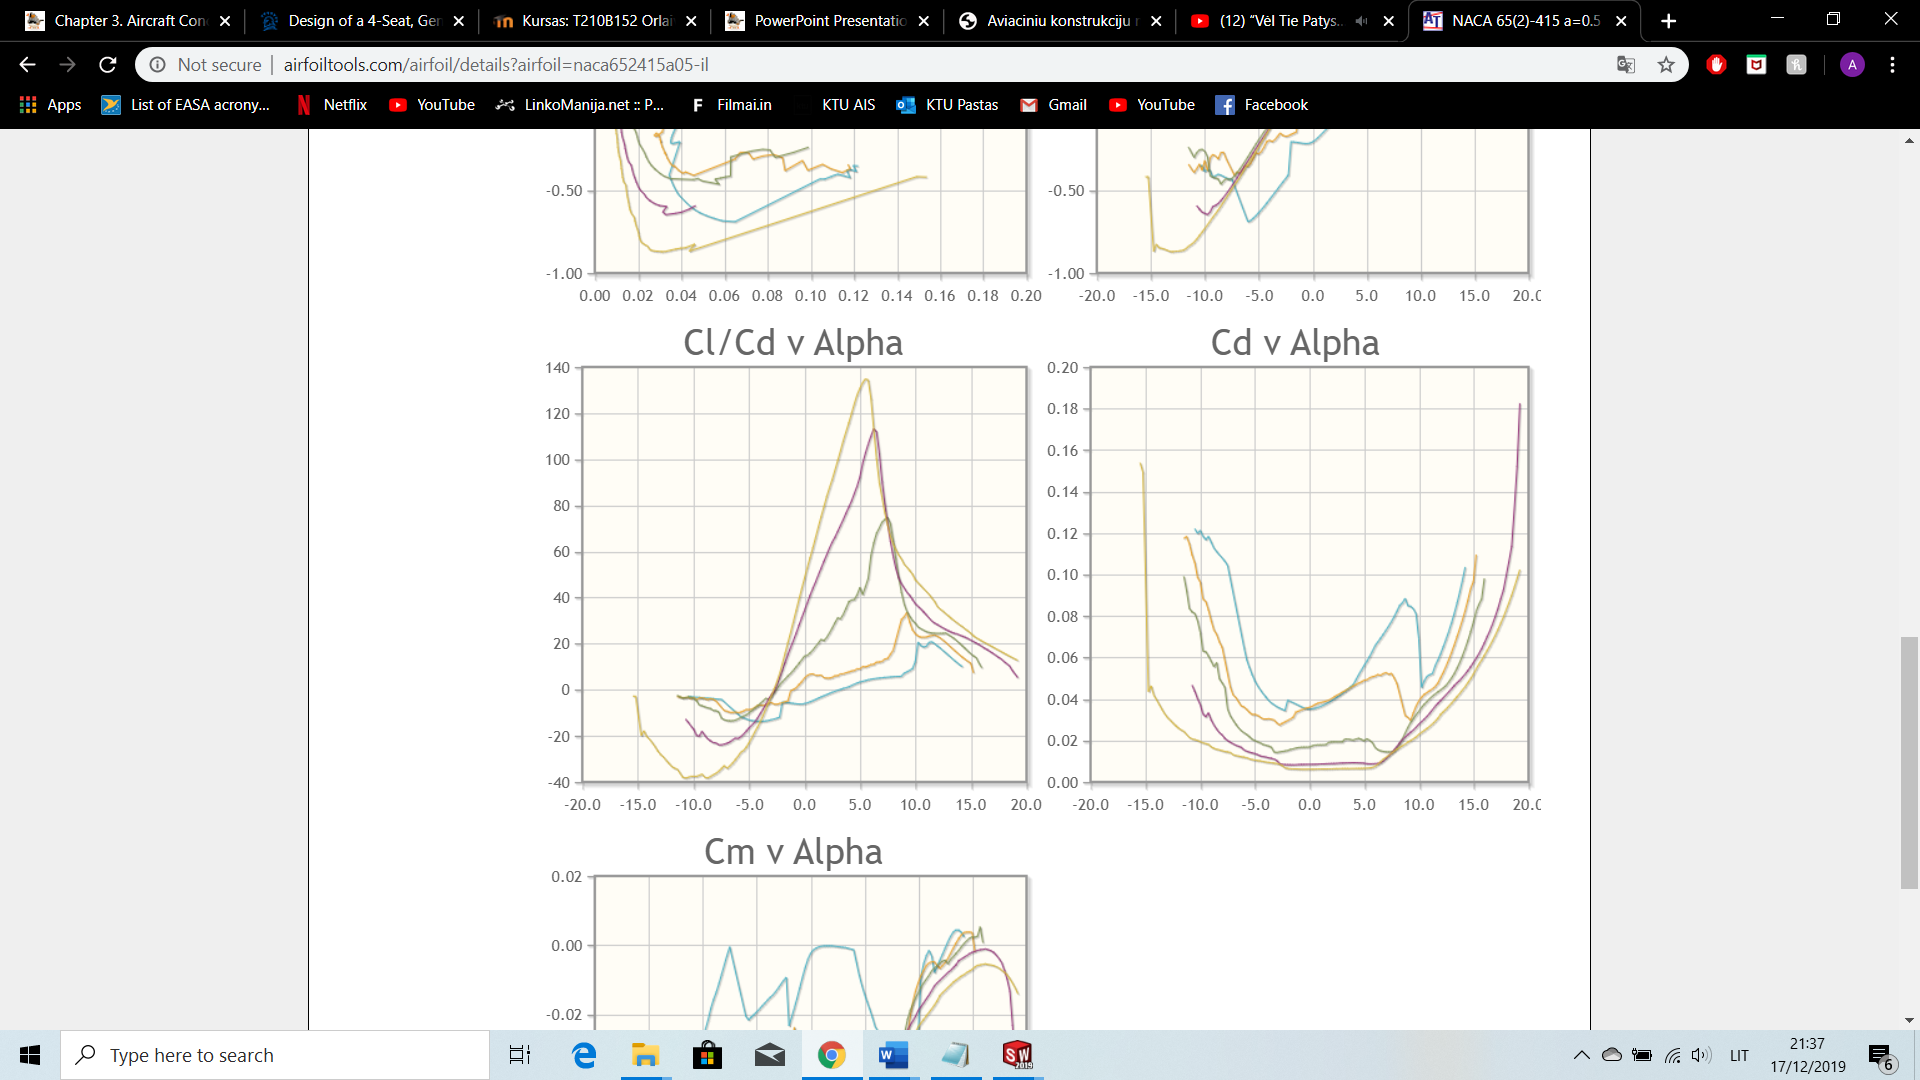 Chapter 3. Aircraft Con
Design of a 4-Seat, Ger
Kursas: T210B152 Orlai
PowerPoint Presentatio
Aviaciniu konstrukciju r
(12) “Vėl Tie Patys..
NACA 65(2)-415 a=0.5
Not secure | airfoiltools.com/airfoil/details?airfoil=naca652415a05-il
A
Apps
List of EASA acrony...
Netflix
YouTube
LinkoManija.net :: P...
Filmai.in
KTU AIS
KTU Pastas
Gmail
YouTube
Facebook
-0.50
-1.00
0.00 0.02 0.04 0.06 0.08 0.10 0.12 0.14 0.16 0.18 0.20
-0.50
-1.00
-20.0 -15.0 -10.0 -5.0 0.0 5.0 10.0 15.0 20.0
Cl/Cd v Alpha
140
120
100
80
60
40
20
0
-20
-40
-20.0 -15.0 -10.0 -5.0 0.0 5.0 10.0 15.0 20.0
Cd v Alpha
0.20
0.18
0.16
0.14
0.12
0.10
0.08
0.06
0.04
0.02
0.00
-20.0 -15.0 -10.0 -5.0 0.0 5.0 10.0 15.0 20.0
Cm v Alpha
0.02
0.00
-0.02
Type here to search
W
SW
2019
LIT
21:37
17/12/2019
6